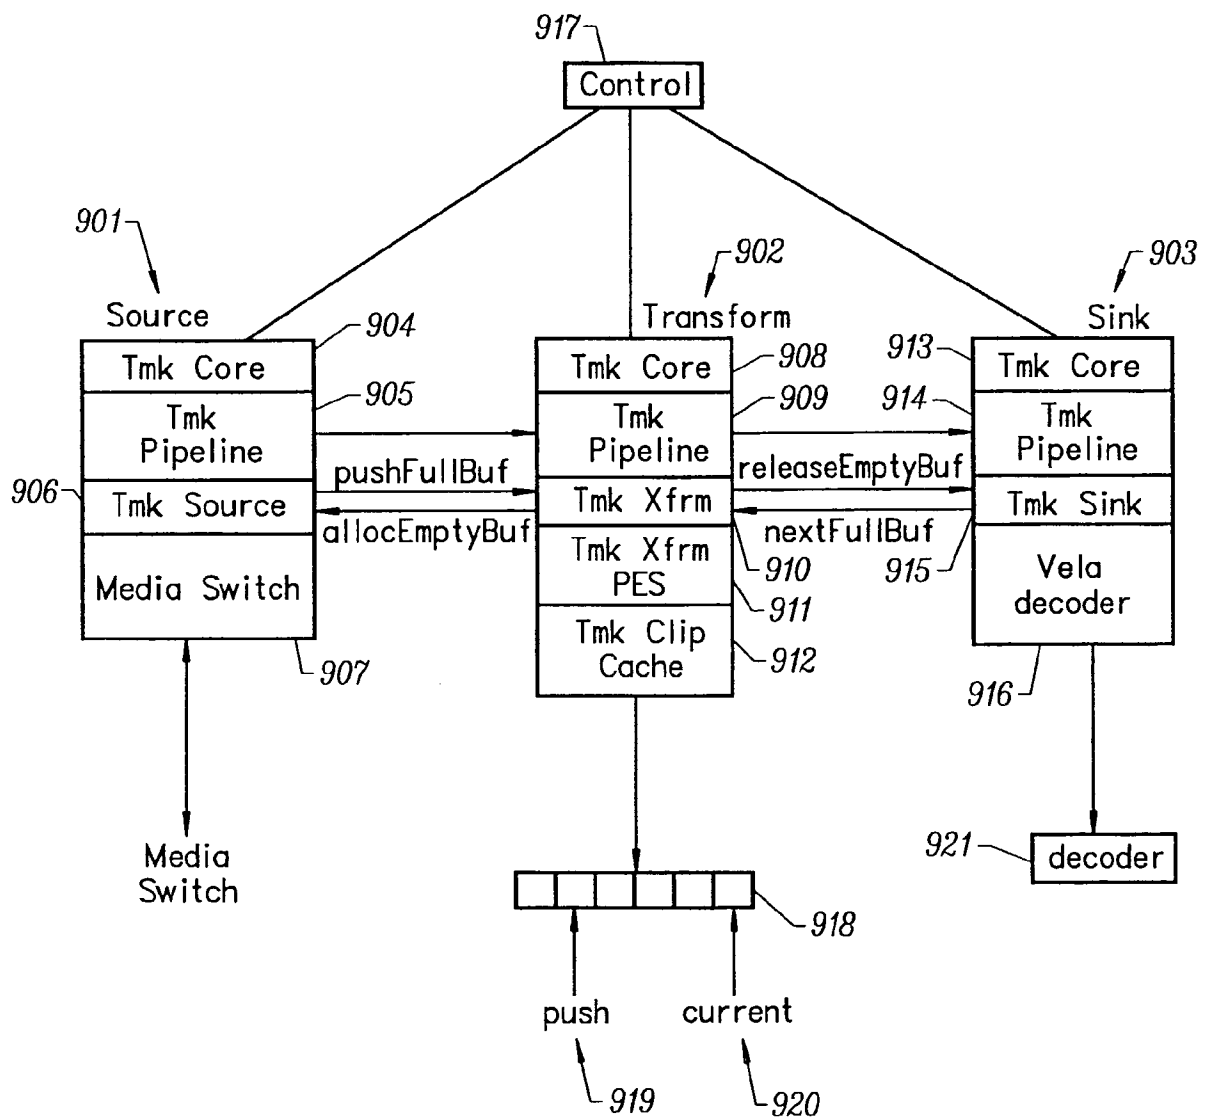 917
Control
901
902
903
Source
Transform
Sink
904
908
913
Tmk Core
Tmk Core
Tmk Core
905
909
914
Tmk
Pipeline
Tmk
Pipeline
Tmk
Pipeline
pushFullBuf
releaseEmptyBuf
906
Tmk Source
Tmk Xfrm
Tmk Sink
allocEmptyBuf
nextFullBuf
910
915
Media Switch
Tmk Xfrm
PES
Vela
decoder
911
Tmk Clip
Cache
912
907
916
Media
Switch
921
decoder
918
push
current
919
920